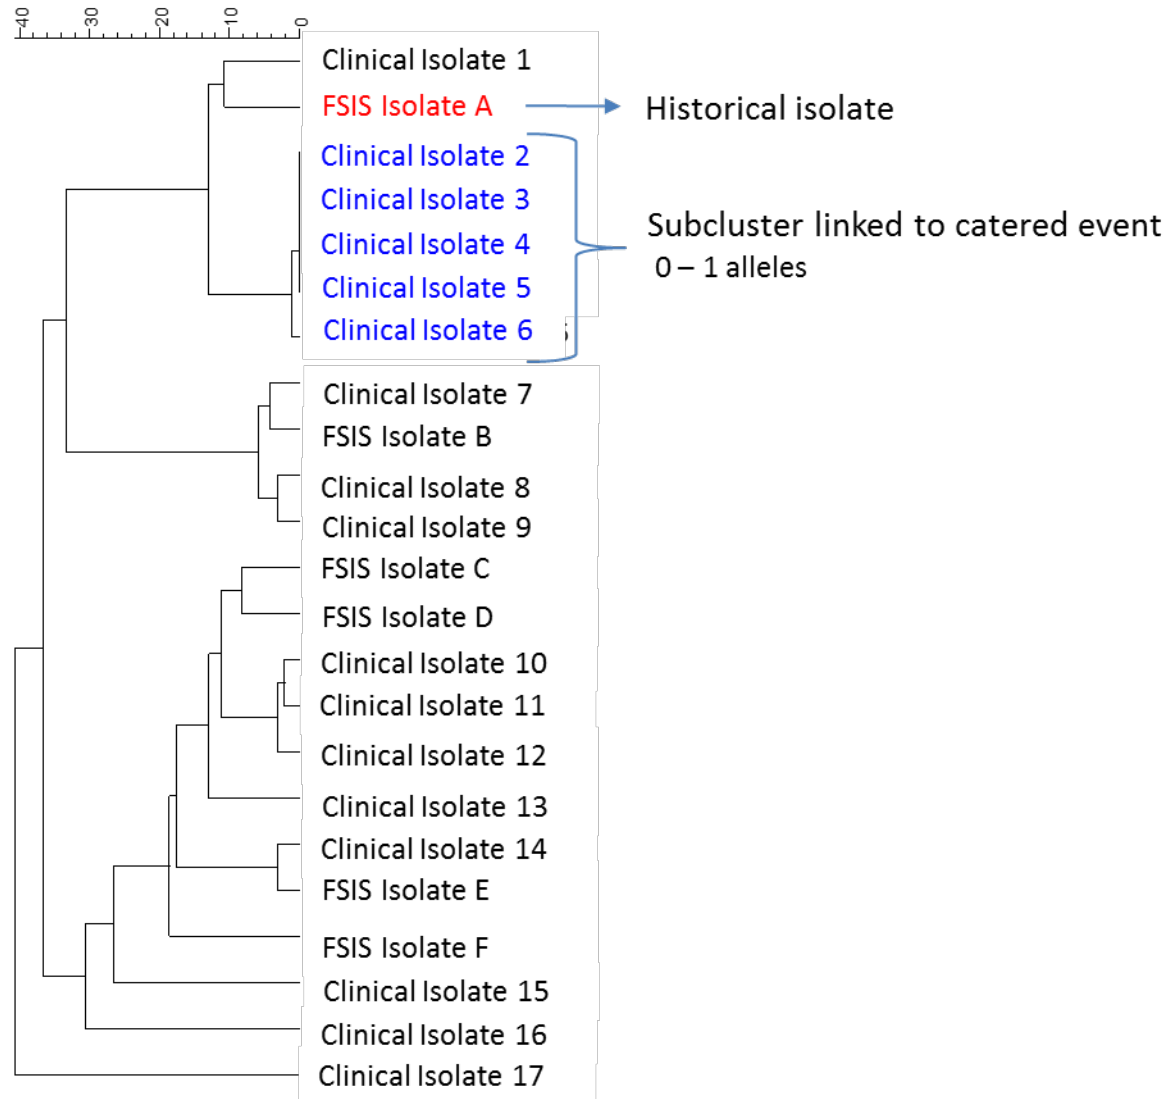 40 30 20 10 0
Clinical Isolate 1
FSIS Isolate A
Historical isolate
Clinical Isolate 2
Clinical Isolate 3
Clinical Isolate 4
Clinical Isolate 5
Clinical Isolate 6
Subcluster linked to catered event
0 – 1 alleles
Clinical Isolate 7
FSIS Isolate B
Clinical Isolate 8
Clinical Isolate 9
FSIS Isolate C
FSIS Isolate D
Clinical Isolate 10
Clinical Isolate 11
Clinical Isolate 12
Clinical Isolate 13
Clinical Isolate 14
FSIS Isolate E
FSIS Isolate F
Clinical Isolate 15
Clinical Isolate 16
Clinical Isolate 17